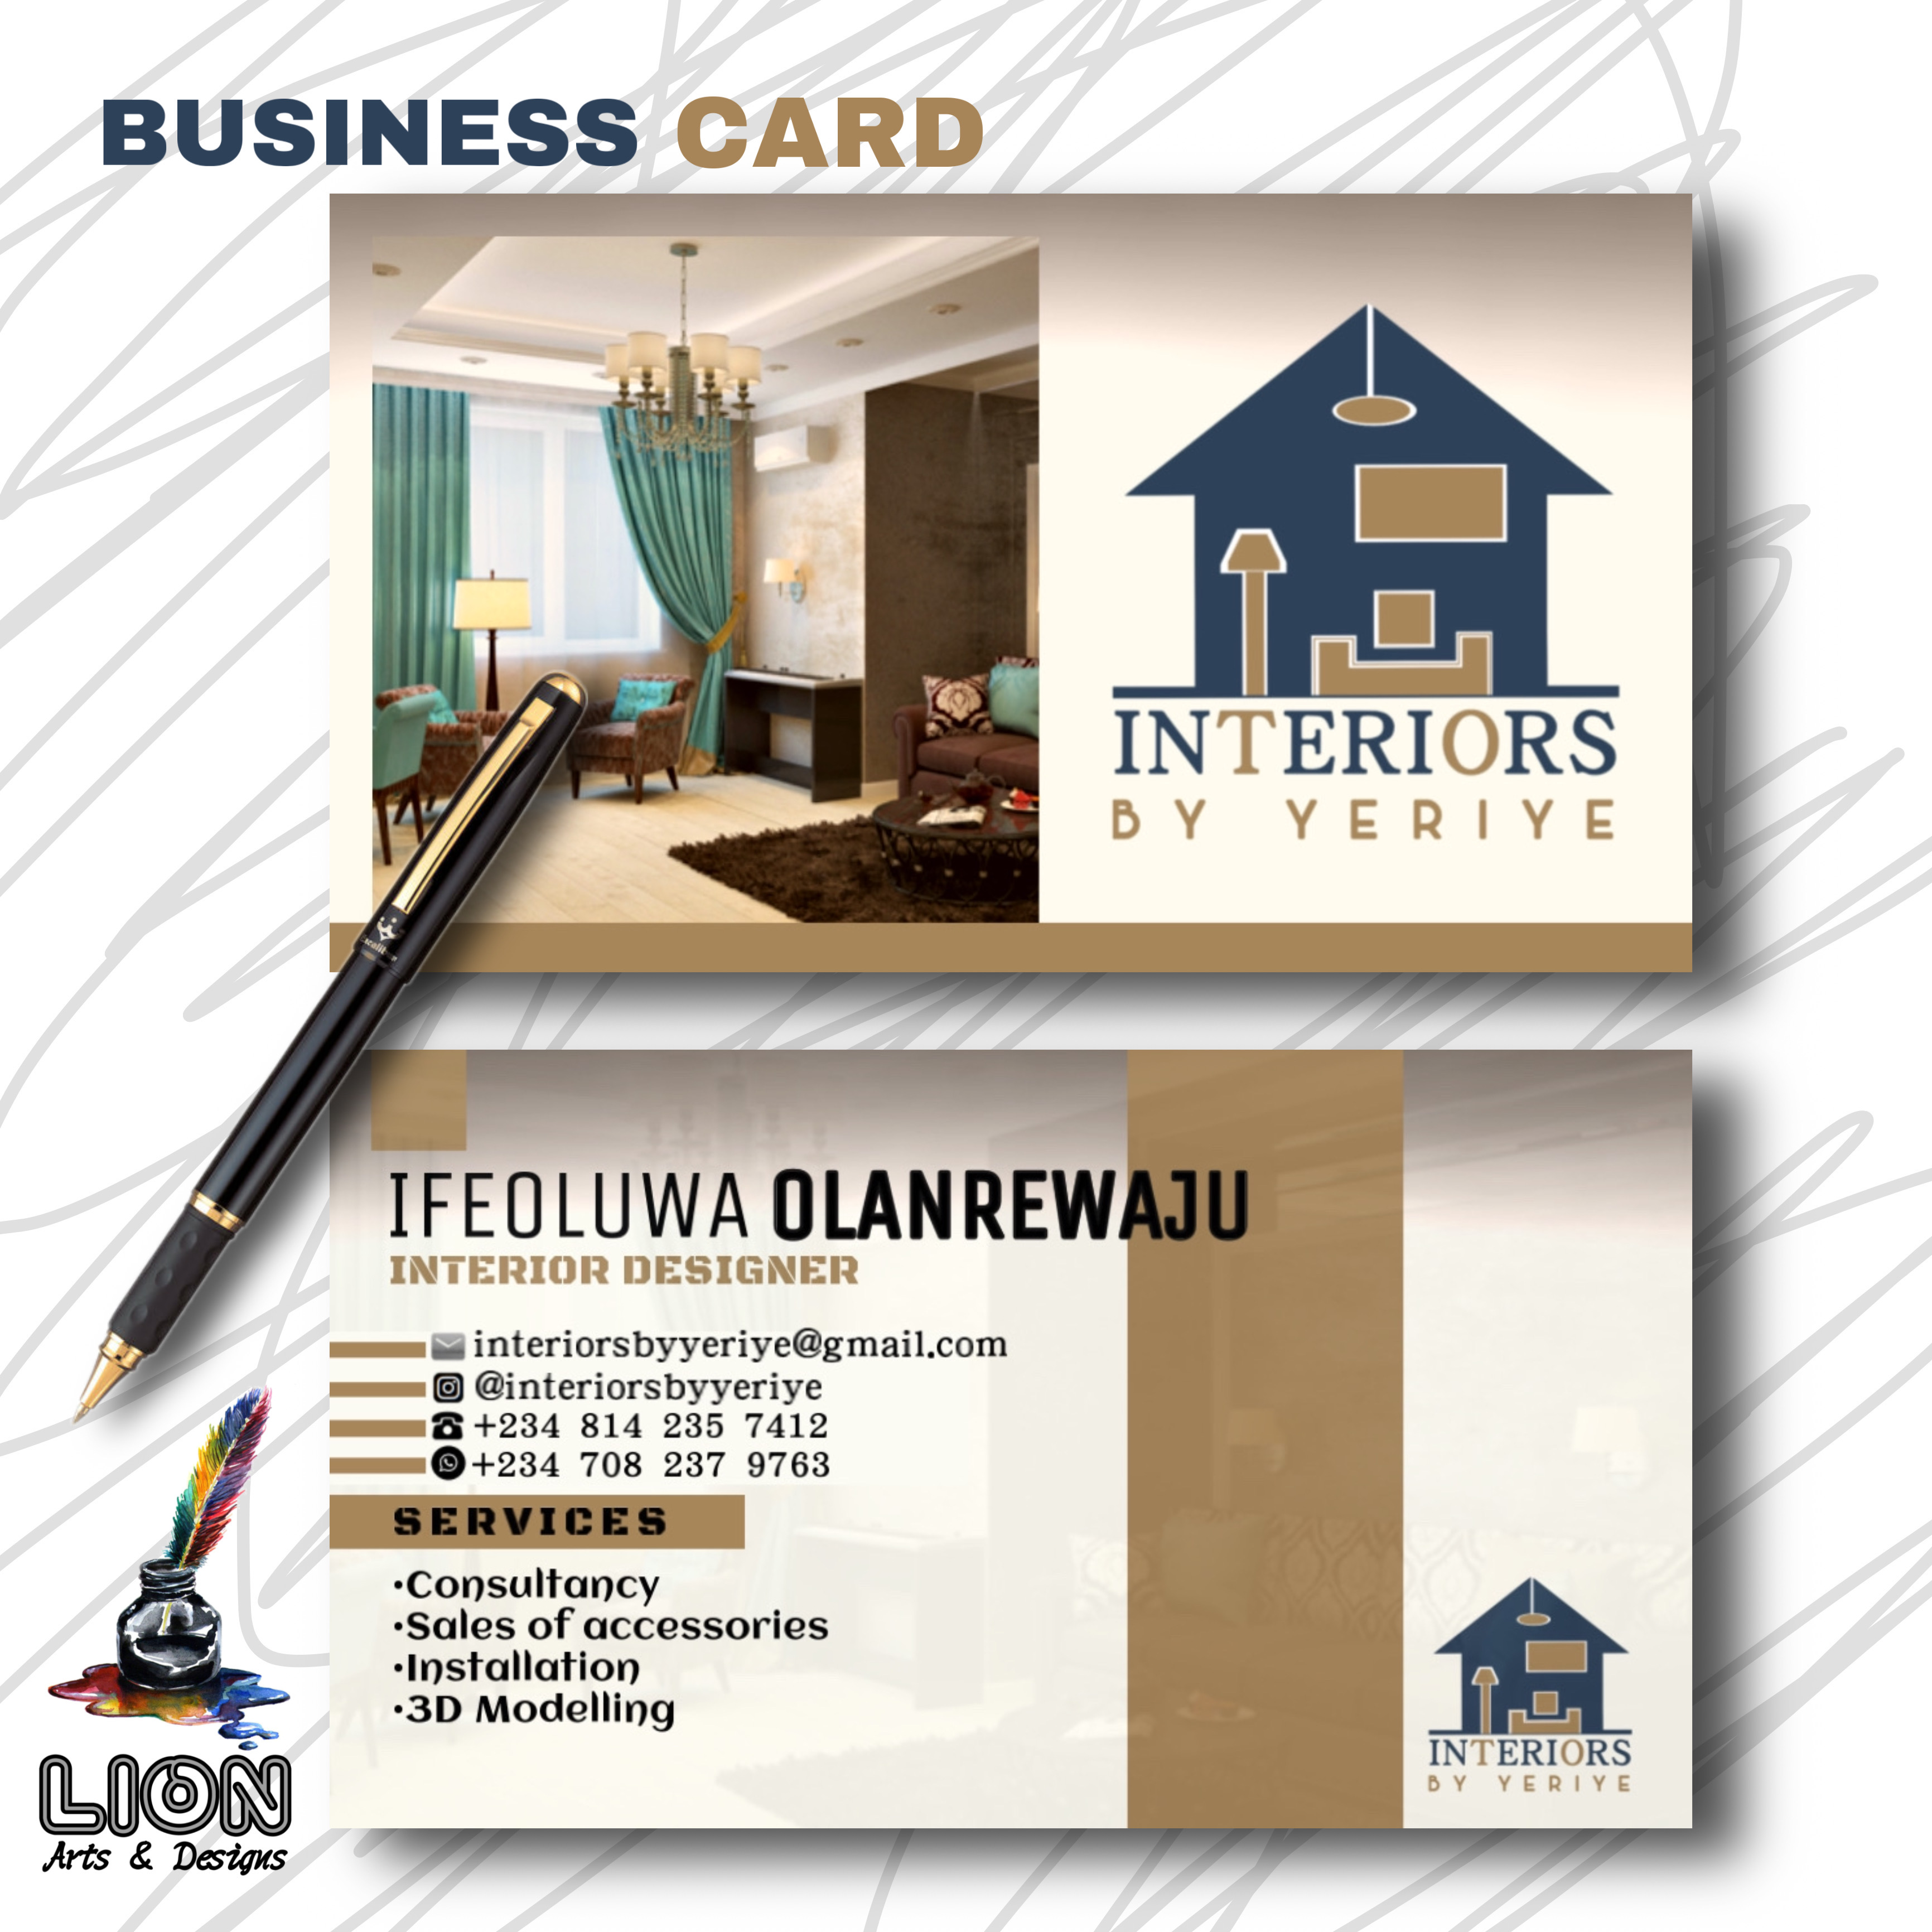 BUSINESS CARD
INTERIORS
BY YERIYE
IFEOLUWA OLANREWAJU
INTERIOR DESIGNER
interiorsbyyeriye@gmail.com
@interiorsbyyeriye
+234 814 235 7412
+234 708 237 9763
SERVICES
•Consultancy
•Sales of accessories
•Installation
•3D Modelling
INTERIORS
BY YERIYE
LION
Arts & Designs